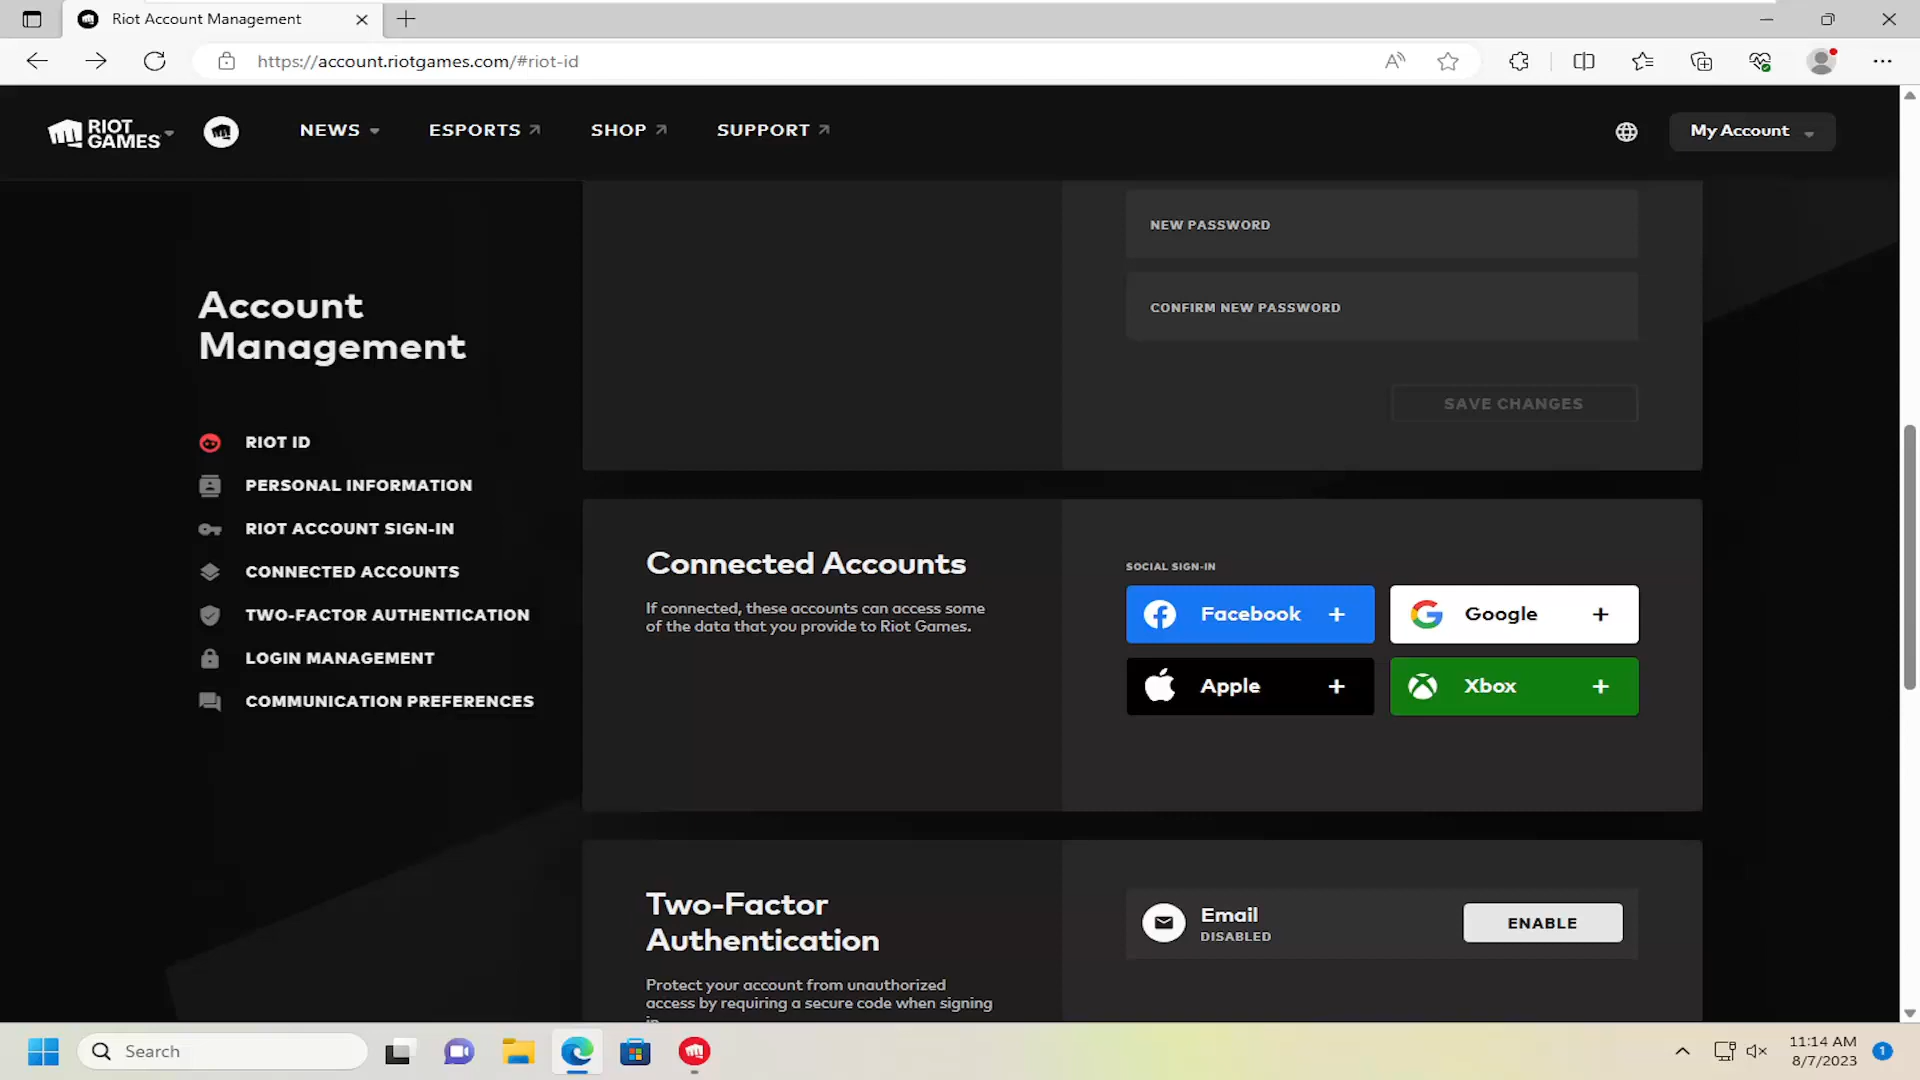 Riot Account Management
https://account.riotgames.com/#riot-id
RIOT GAMES
NEWS
ESPORTS
SHOP
SUPPORT
My Account
NEW PASSWORD
CONFIRM NEW PASSWORD
SAVE CHANGES
Account
Management
RIOT ID
PERSONAL INFORMATION
RIOT ACCOUNT SIGN-IN
CONNECTED ACCOUNTS
TWO-FACTOR AUTHENTICATION
LOGIN MANAGEMENT
COMMUNICATION PREFERENCES
Connected Accounts
If connected, these accounts can access some
of the data that you provide to Riot Games.
SOCIAL SIGN-IN
Facebook +
Google +
Apple +
Xbox +
Two-Factor
Authentication
Protect your account from unauthorized
access by requiring a secure code when signing
in
Email
DISABLED
ENABLE
Search
11:14 AM
8/7/2023
1